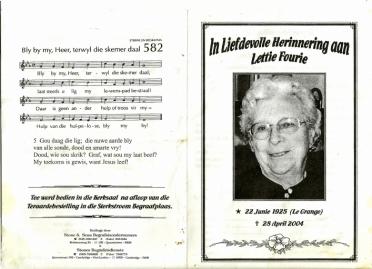 STERWE EN BEGRAFNIS
Bly by my, Heer, terwyl die skemer daal 582
Bly by my, Heer, ter - wyl die ske-mer daal;
laat steeds u lig my le-wens-pad be-straal!
Daar is geen an - der hulp of troos vir my—
Hulp van die hul-pe-lo-se, bly my by!
5 Gou daag die lig; die nuwe aarde bly
van alle sonde, dood en smarte vry!
Dood, wie sou skrik? Graf, wat sou my laat beef?
My toekoms is gewis, want Jesus leef!
Tee word bedien in die Kerksaal na afloop van die
Teraardebestelling in die Sterkstroom Begraafplaas.
In Liefdevolle Herinnering aan
Lettie Fourie
★ 22 Junie 1925 (Le Grange)
✝ 28 April 2004